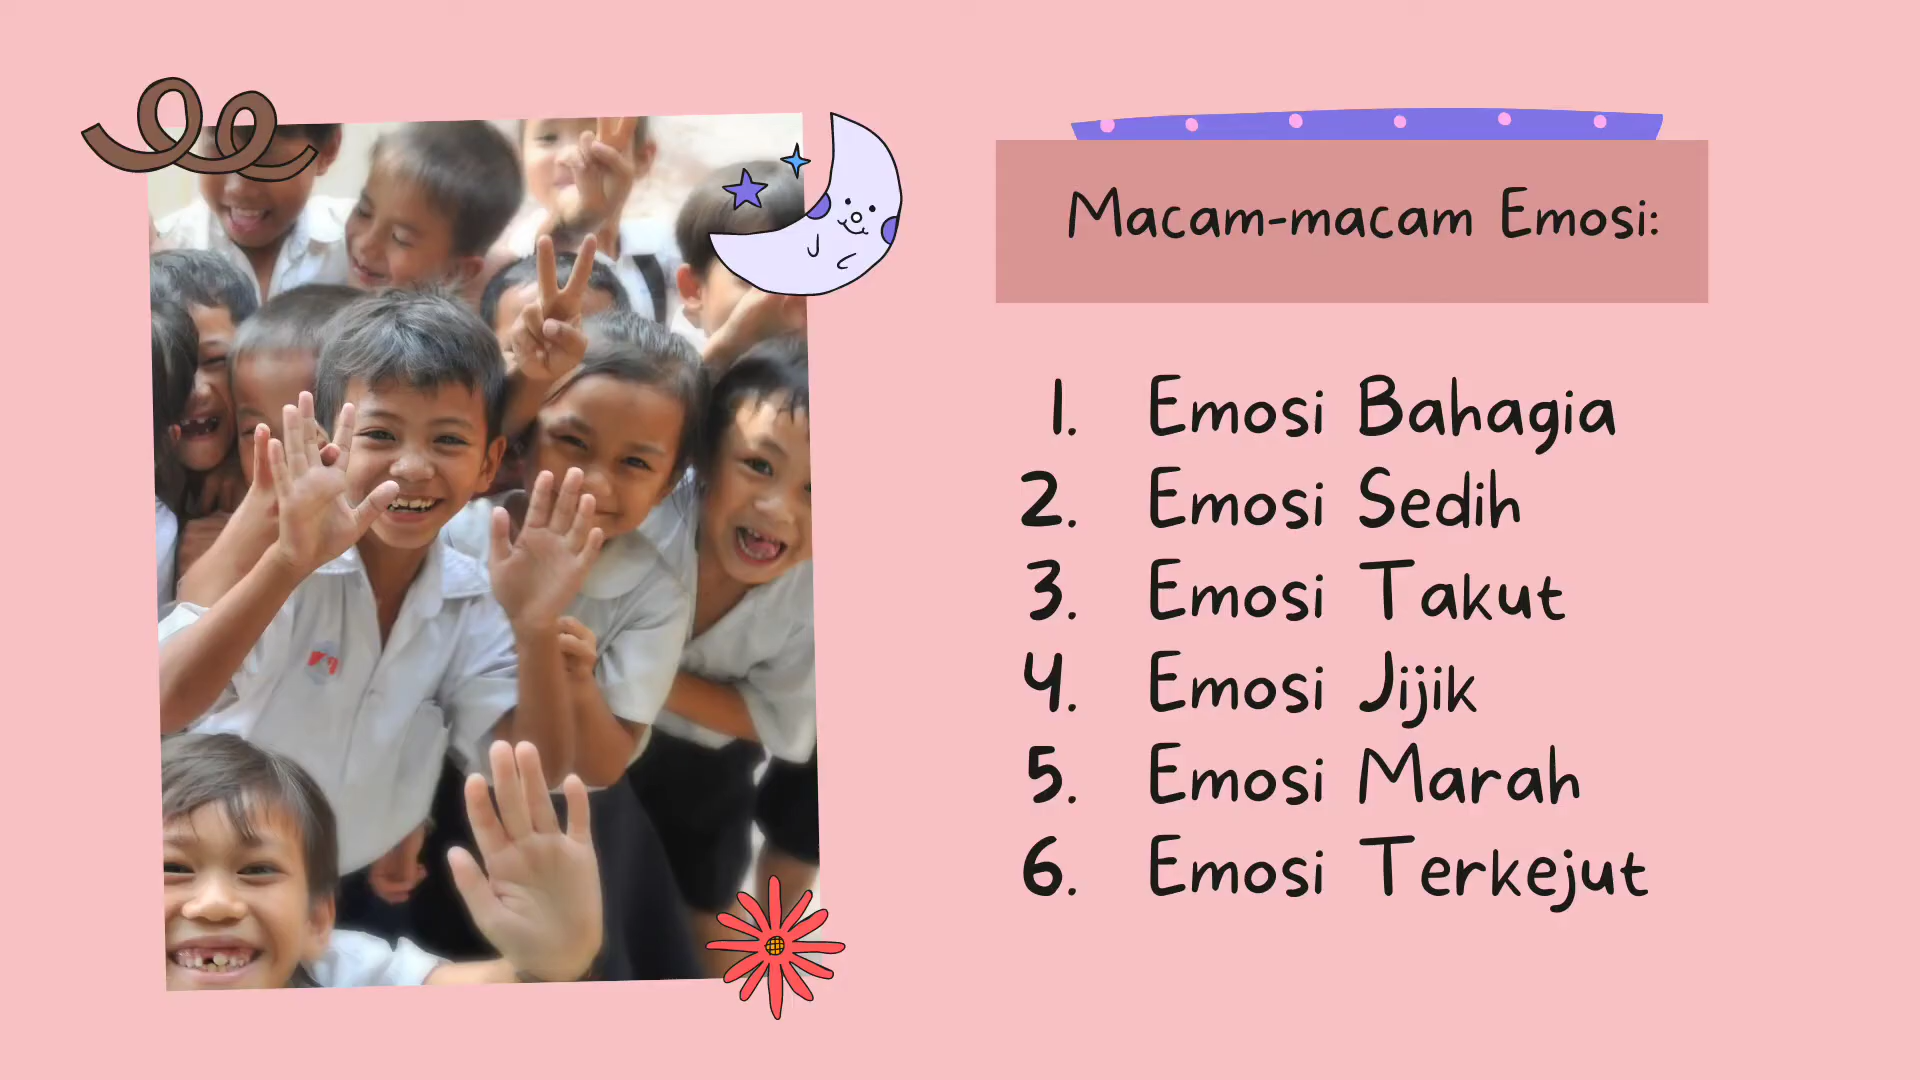 Macam-macam Emosi:
1. Emosi Bahagia
2. Emosi Sedih
3. Emosi Takut
4. Emosi Jijik
5. Emosi Marah
6. Emosi Terkejut